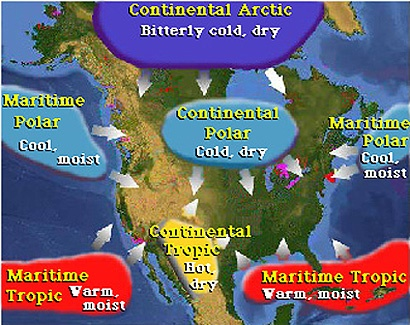 Continental Arctic
Bitterly cold, dry
Maritime
Polar
Cool,
moist
Continental
Polar
Cold, dry
Maritime
Polar
Cool,
moist
Continental
Tropic
Hot,
dry
Maritime
Tropic Warm,
moist
Maritime Tropic
Warm, moist